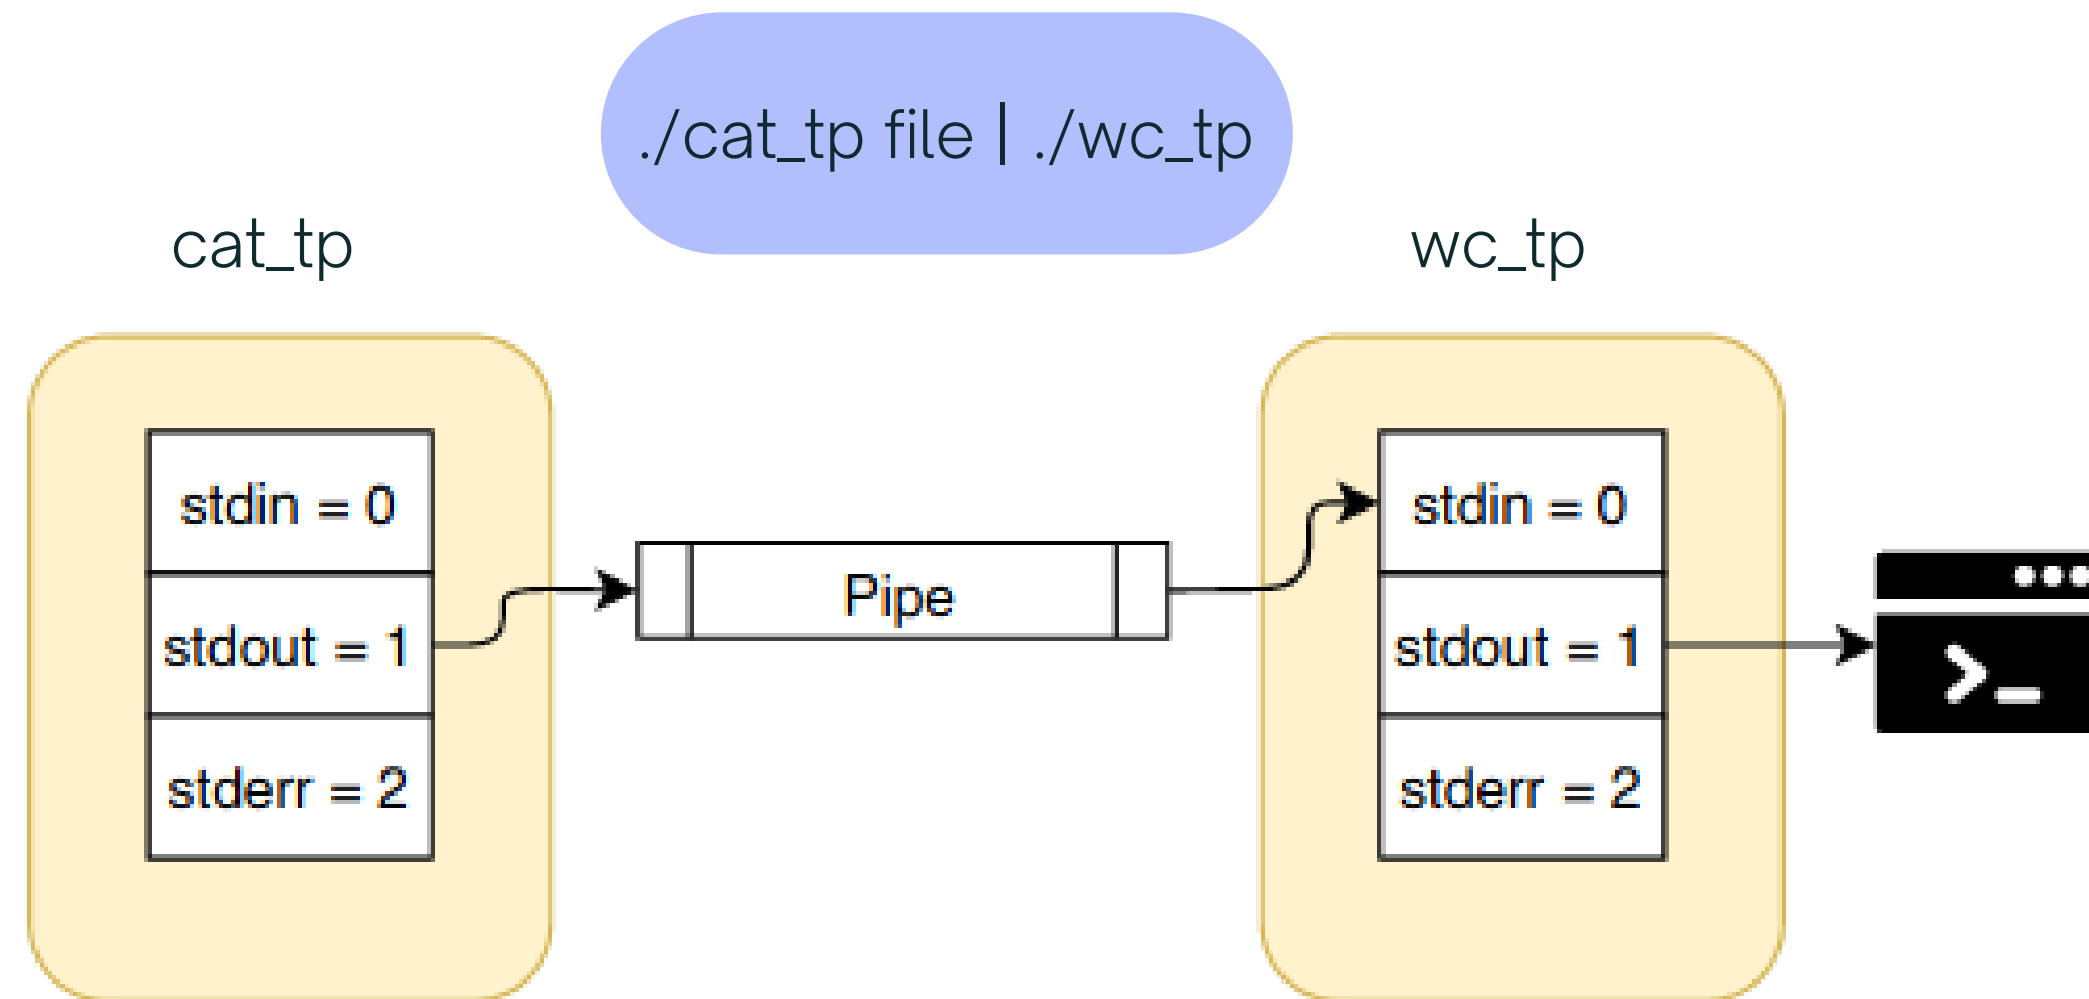 ./cat_tp file | ./wc_tp
cat_tp
wc_tp
stdin = 0
stdout = 1
stderr = 2
Pipe
stdin = 0
stdout = 1
stderr = 2
>_